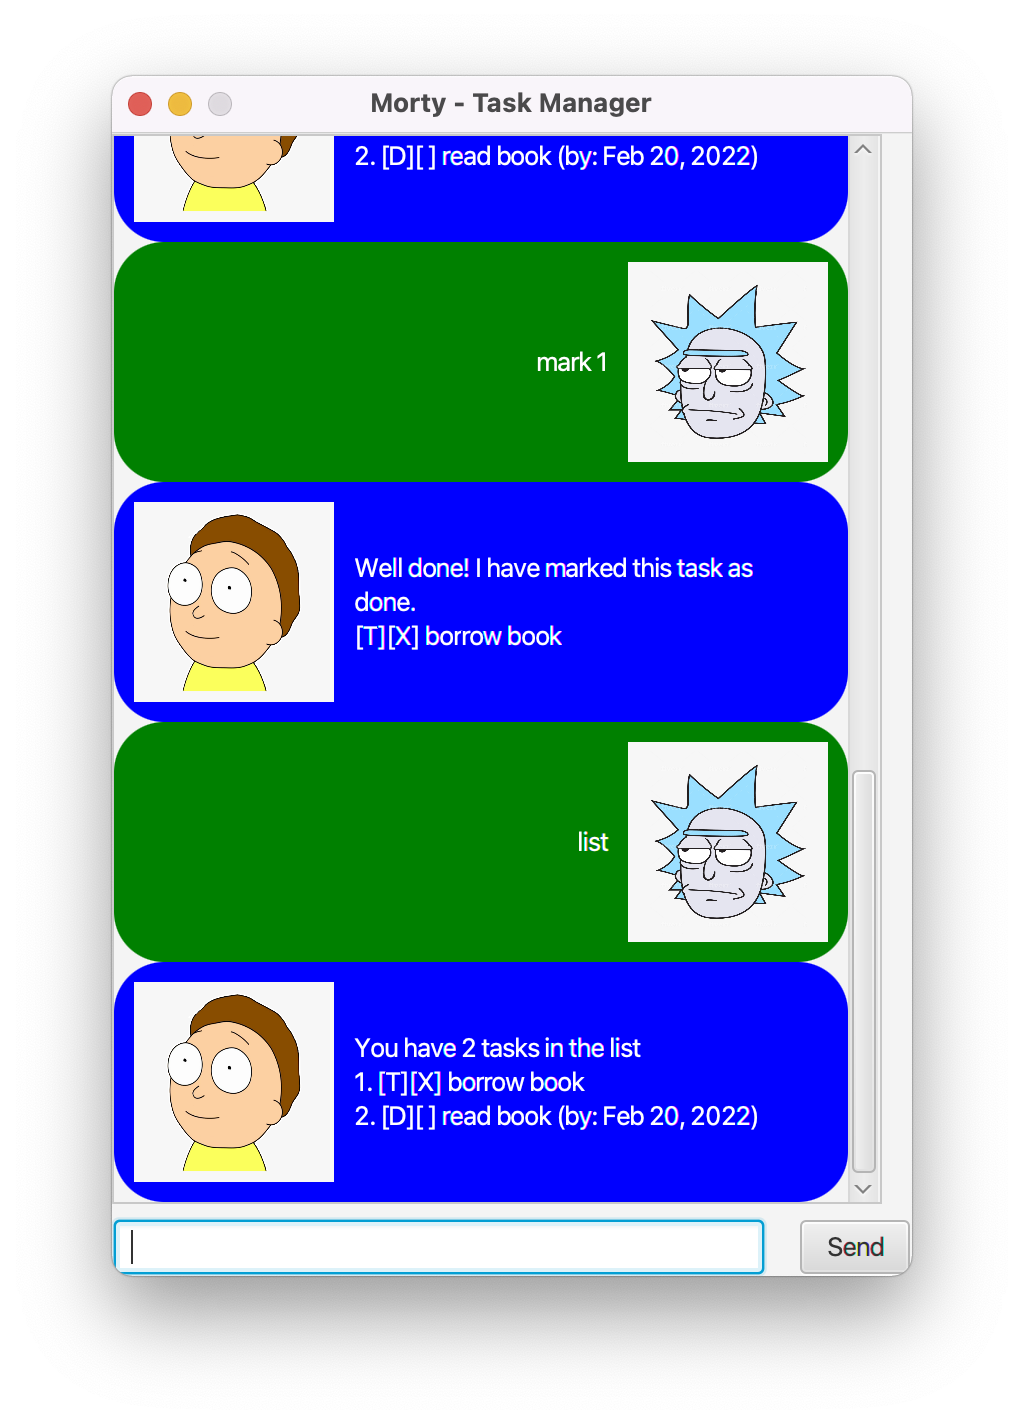 Morty - Task Manager
2. [D][ ] read book (by: Feb 20, 2022)
mark 1
Well done! I have marked this task as
done.
[T][X] borrow book
list
You have 2 tasks in the list
1. [T][X] borrow book
2. [D][ ] read book (by: Feb 20, 2022)
Send